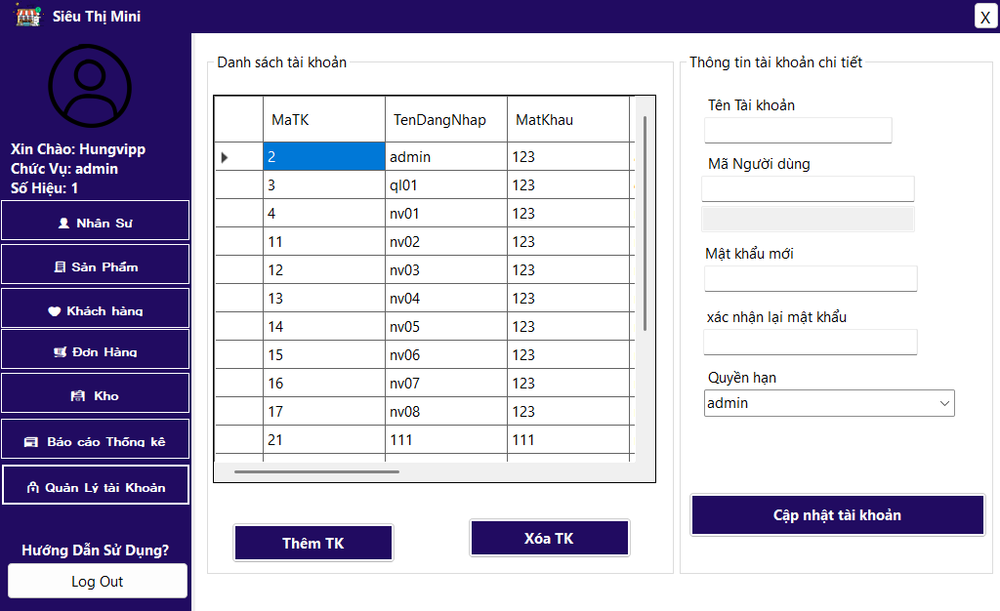 Siêu Thị Mini
X
Xin Chào: Hungvipp
Chức Vụ: admin
Số Hiệu: 1
Nhân Sư
Sản Phẩm
Khách hàng
Đơn Hàng
Kho
Báo cáo Thống kê
Quản Lý tài Khoản
Hướng Dẫn Sử Dụng?
Log Out
Danh sách tài khoản
MaTK TenDangNhap MatKhau
2 admin 123
3 ql01 123
4 nv01 123
11 nv02 123
12 nv03 123
13 nv04 123
14 nv05 123
15 nv06 123
16 nv07 123
17 nv08 123
21 111 111
Thêm TK
Xóa TK
Thông tin tài khoản chi tiết
Tên Tài khoản
Mã Người dùng
Mật khẩu mới
xác nhận lại mật khẩu
Quyền hạn
admin
Cập nhật tài khoản